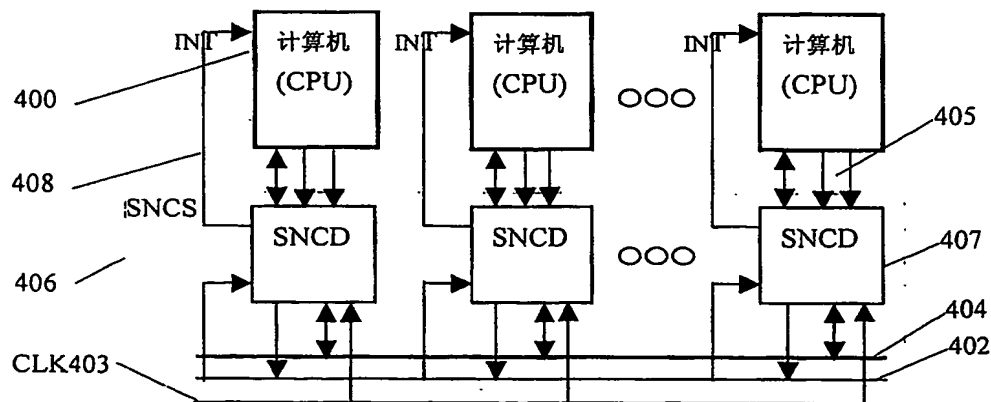 INT
计算机
(CPU)
INT
计算机
(CPU)
INT
计算机
(CPU)
400
405
408
SNCS
SNCD
SNCD
SNCD
407
406
404
402
CLK403